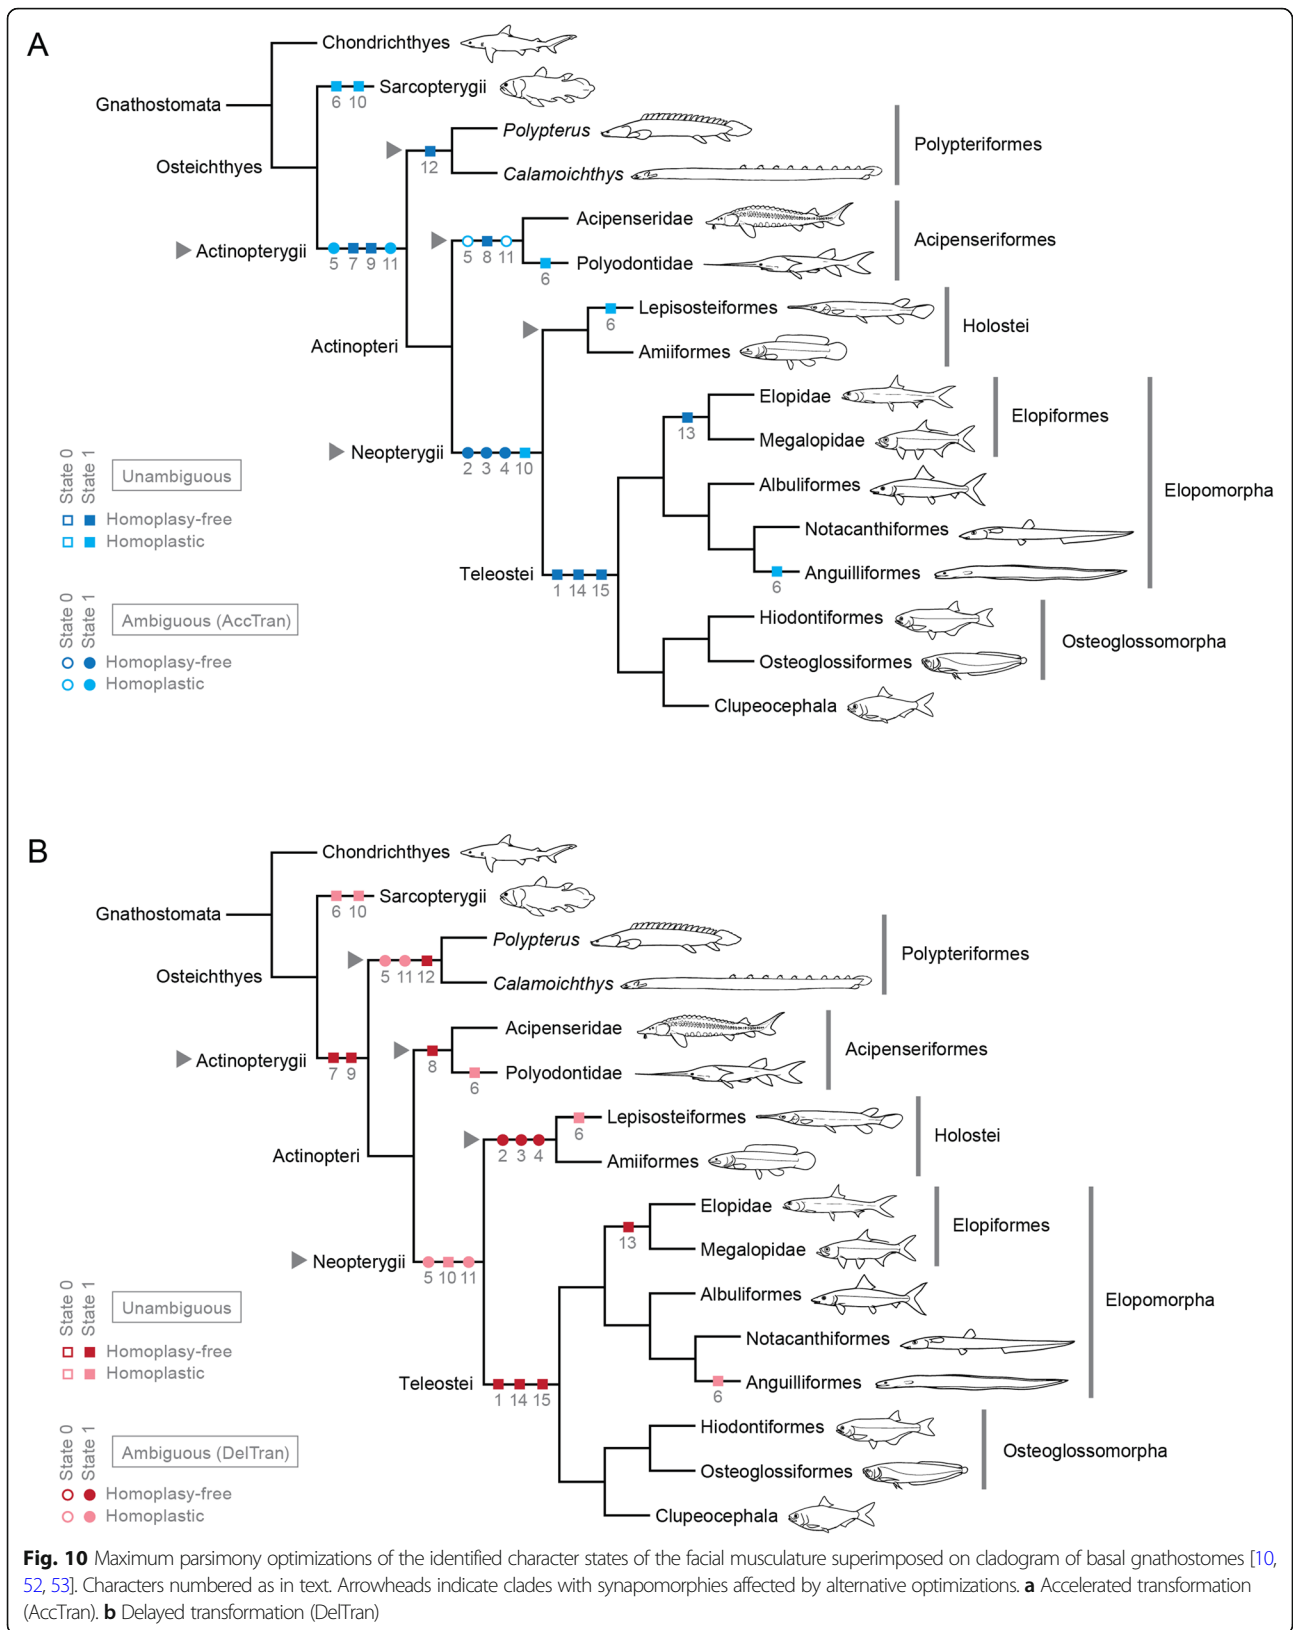 A
Chondrichthyes
6 10
Sarcopterygii
Gnathostomata
Polypterus
Polypteriformes
12
Osteichthyes
Calamoichthys
Acipenseridae
Acipenseriformes
5 8 11
Actinopterygii
5 7 9 11
Polyodontidae
6
Lepisosteiformes
6
Holostei
Actinopteri
Amiiformes
Elopidae
Elopiformes
13
Megalopidae
Neopterygii
2 3 4 10
Albuliformes
Elopomorpha
Notacanthiformes
Teleostei
1 14 15
Anguilliformes
6
Hiodontiformes
Osteoglossomorpha
Osteoglossiformes
Clupeocephala
State 0
State 1
Unambiguous
Homoplasy-free
Homoplastic
State 0
State 1
Ambiguous (AccTran)
Homoplasy-free
Homoplastic
B
Chondrichthyes
6 10
Sarcopterygii
Gnathostomata
Polypterus
Polypteriformes
5 11 12
Osteichthyes
Calamoichthys
Acipenseridae
Acipenseriformes
8
Actinopterygii
7 9
Polyodontidae
6
Lepisosteiformes
6
Holostei
2 3 4
Actinopteri
Amiiformes
Elopidae
Elopiformes
13
Megalopidae
Neopterygii
5 10 11
Albuliformes
Elopomorpha
Notacanthiformes
Teleostei
1 14 15
Anguilliformes
6
Hiodontiformes
Osteoglossomorpha
Osteoglossiformes
Clupeocephala
State 0
State 1
Unambiguous
Homoplasy-free
Homoplastic
State 0
State 1
Ambiguous (DelTran)
Homoplasy-free
Homoplastic
Fig. 10 Maximum parsimony optimizations of the identified character states of the facial musculature superimposed on cladogram of basal gnathostomes [10,
52, 53]. Characters numbered as in text. Arrowheads indicate clades with synapomorphies affected by alternative optimizations. a Accelerated transformation
(AccTran). b Delayed transformation (DelTran)